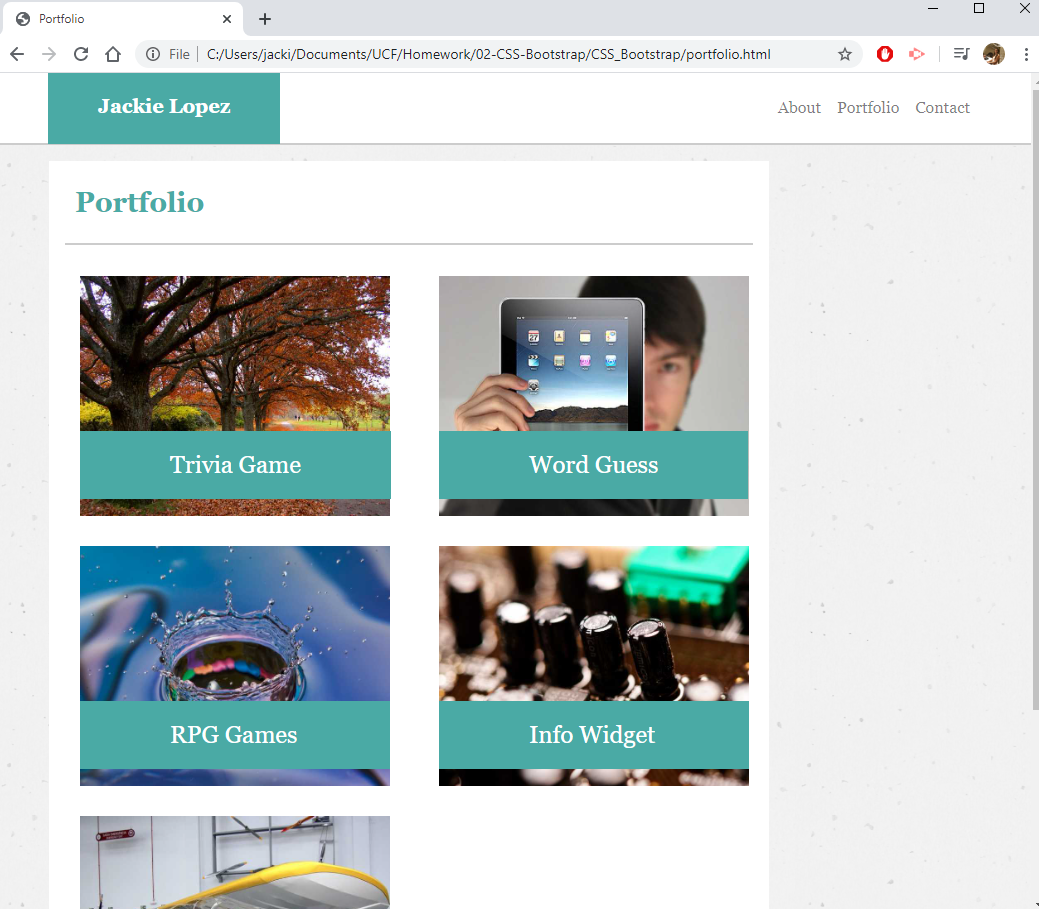 Portfolio
File C:/Users/jacki/Documents/UCF/Homework/02-CSS-Bootstrap/CSS_Bootstrap/portfolio.html
Jackie Lopez
About Portfolio Contact
Portfolio
27
Trivia Game
Word Guess
RPG Games
Info Widget